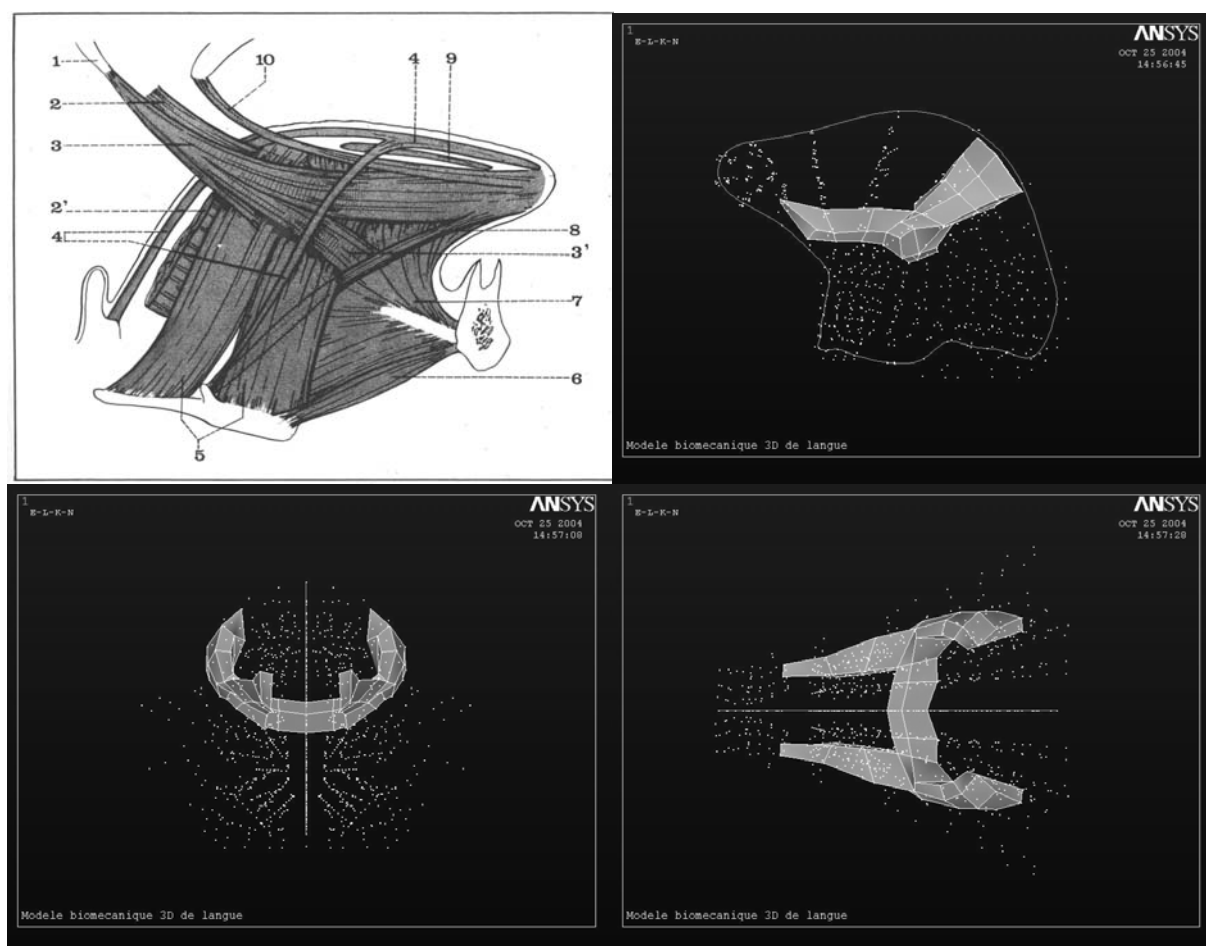 1
10
4
9
2
3
2'
4
8
3'
7
6
5
1
E-L-K-N
ANSYS
OCT 25 2004
14:56:45
Modele biomecanique 3D de langue
1
E-L-K-N
ANSYS
OCT 25 2004
14:57:08
Modele biomecanique 3D de langue
1
E-L-K-N
ANSYS
OCT 25 2004
14:57:28
Modele biomecanique 3D de langue